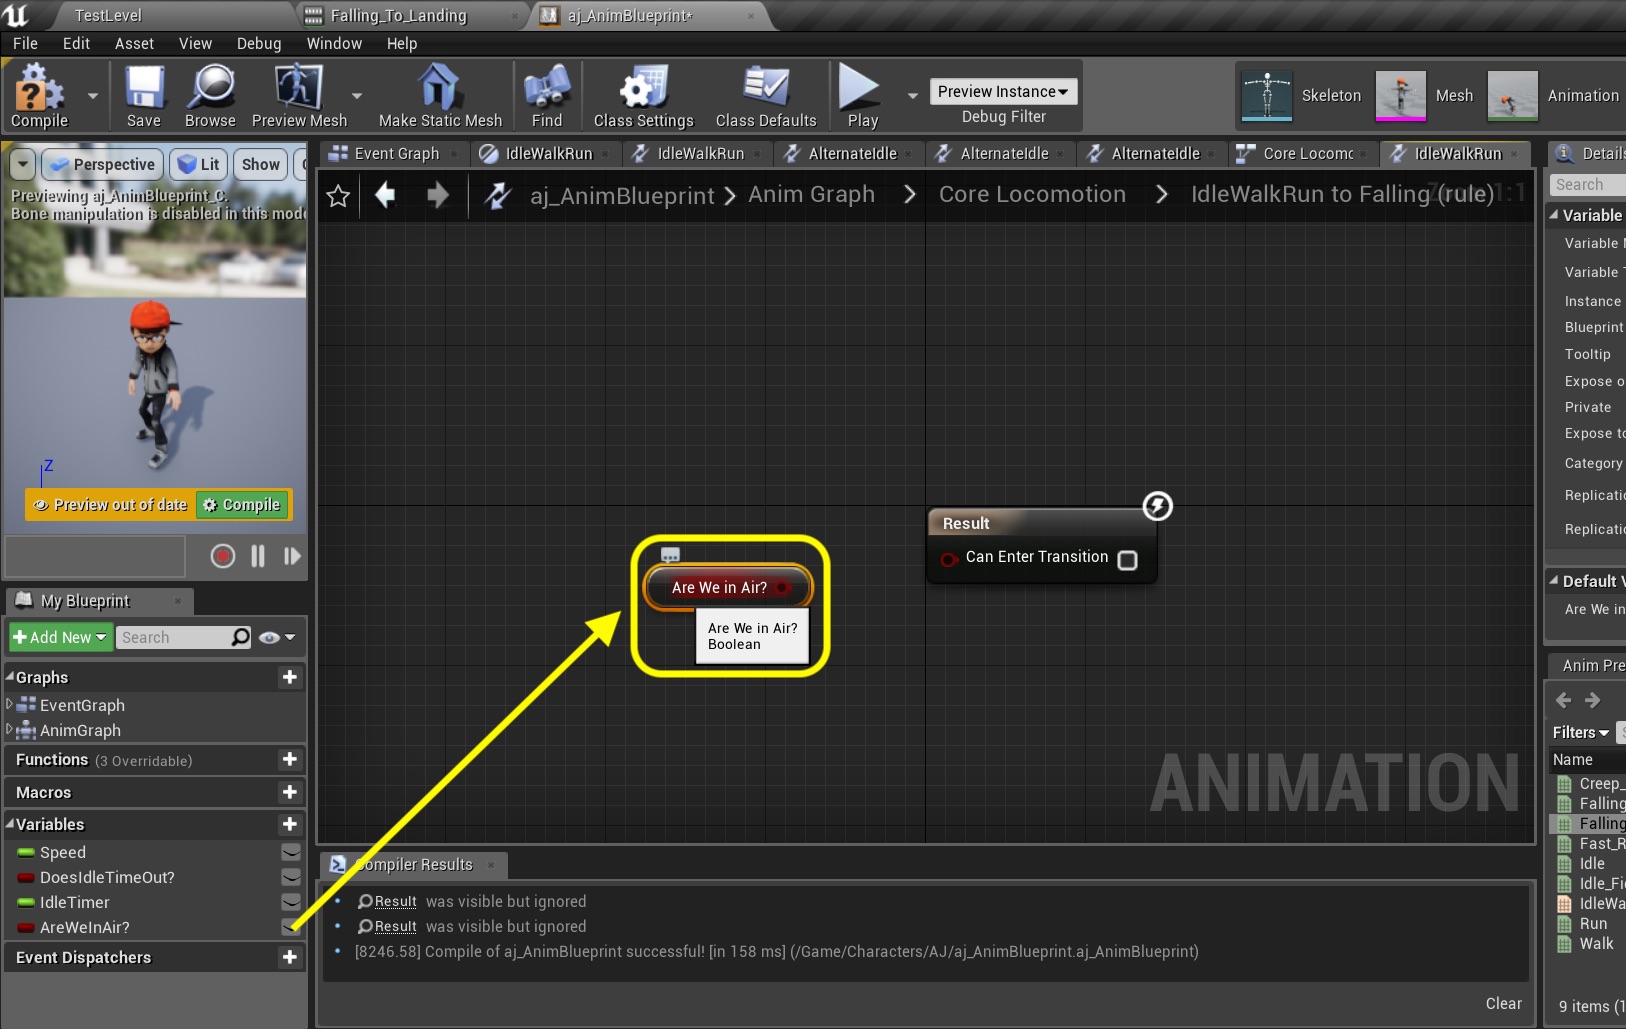 TestLevel
Falling_To_Landing
aj_AnimBlueprint*
File Edit Asset View Debug Window Help
Compile
Save
Browse
Preview Mesh
Make Static Mesh
Find
Class Settings
Class Defaults
Play
Preview Instance
Debug Filter
Skeleton
Mesh
Animation
Perspective
Lit
Show
Previewing aj_AnimBlueprint_C.
Bone manipulation is disabled in this mode
Z
Preview out of date
Compile
Event Graph
IdleWalkRun
IdleWalkRun
AlternateIdle
AlternateIdle
AlternateIdle
Core Locomo
IdleWalkRun
aj_AnimBlueprint > Anim Graph > Core Locomotion > IdleWalkRun to Falling (rule)
1:1
Are We in Air?
Are We in Air?
Boolean
Result
Can Enter Transition
ANIMATION
My Blueprint
Add New
Search
Graphs
EventGraph
AnimGraph
Functions (3 Overridable)
Macros
Variables
Speed
DoesIdleTimeOut?
IdleTimer
AreWeInAir?
Event Dispatchers
Compiler Results
Result was visible but ignored
Result was visible but ignored
[8246.58] Compile of aj_AnimBlueprint successful! [in 158 ms] (/Game/Characters/AJ/aj_AnimBlueprint.aj_AnimBlueprint)
Clear
Details
Search
Variable
Variable
Variable
Instance
Blueprint
Tooltip
Expose
Private
Expose to
Category
Replicati
Replicati
Default V
Are We in
Anim Pre
Filters
Name
Creep_
Falling
Falling
Fast_R
Idle
Idle_Fi
IdleWa
Run
Walk
9 items (1